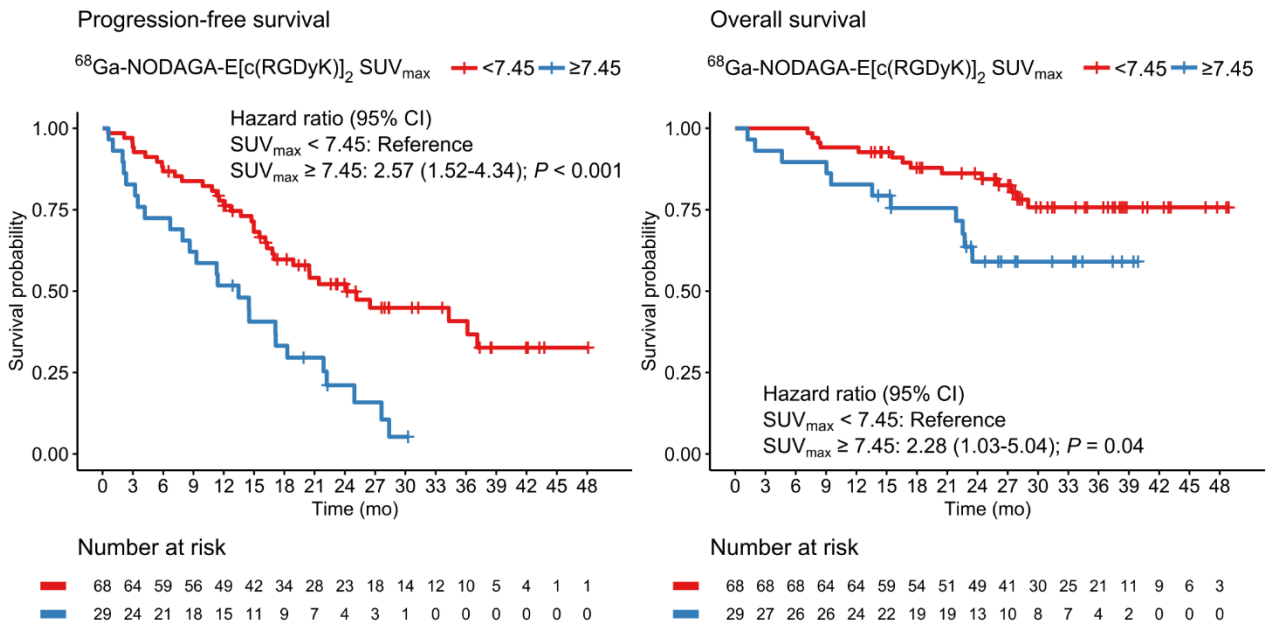 Progression-free survival
⁶⁸Ga-NODAGA-E[c(RGDyK)]₂ SUVmax <7.45 ≥7.45
Hazard ratio (95% CI)
SUVmax < 7.45: Reference
SUVmax ≥ 7.45: 2.57 (1.52-4.34); P < 0.001
Survival probability
1.00
0.75
0.50
0.25
0.00
0 3 6 9 12 15 18 21 24 27 30 33 36 39 42 45 48
Time (mo)
Number at risk
68 64 59 56 49 42 34 28 23 18 14 12 10 5 4 1 1
29 24 21 18 15 11 9 7 4 3 1 0 0 0 0 0 0
Overall survival
⁶⁸Ga-NODAGA-E[c(RGDyK)]₂ SUVmax <7.45 ≥7.45
Survival probability
1.00
0.75
0.50
0.25
0.00
Hazard ratio (95% CI)
SUVmax < 7.45: Reference
SUVmax ≥ 7.45: 2.28 (1.03-5.04); P = 0.04
0 3 6 9 12 15 18 21 24 27 30 33 36 39 42 45 48
Time (mo)
Number at risk
68 68 68 64 64 59 54 51 49 41 30 25 21 11 9 6 3
29 27 26 26 24 22 19 19 13 10 8 7 4 2 0 0 0